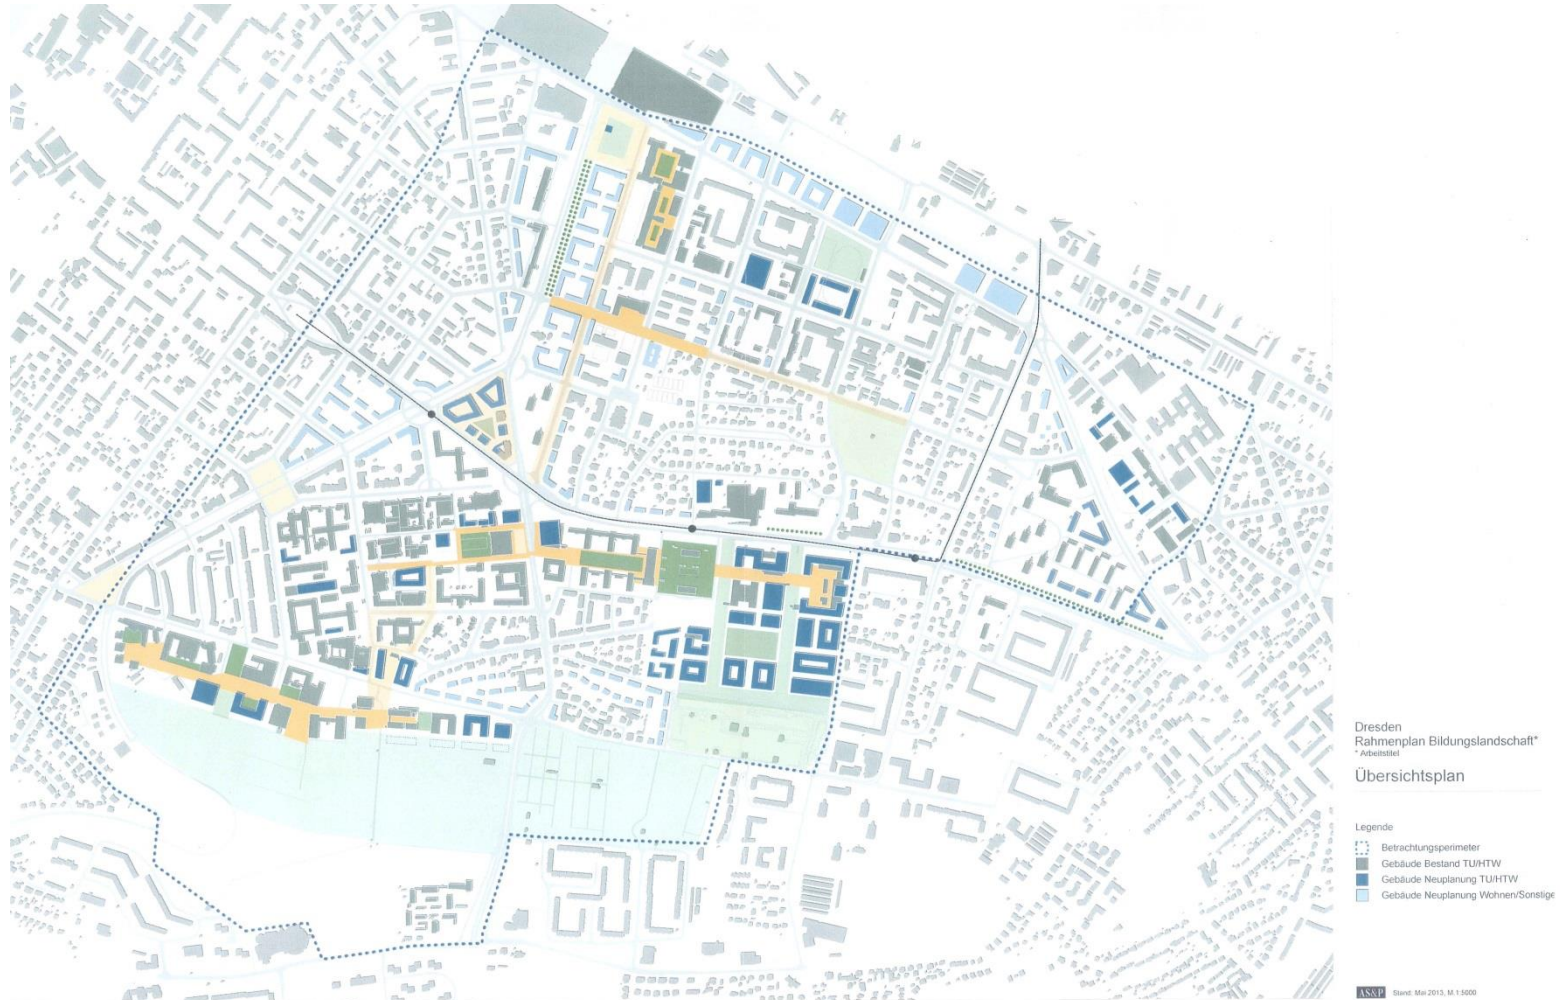 Dresden
Rahmenplan Bildungslandschaft*
* Arbeitstitel
Übersichtsplan
Legende
Betrachtungsperimeter
Gebäude Bestand TU/HTW
Gebäude Neuplanung TU/HTW
Gebäude Neuplanung Wohnen/Sonstige
AS&P Stand: Mai 2013, M 1:5000